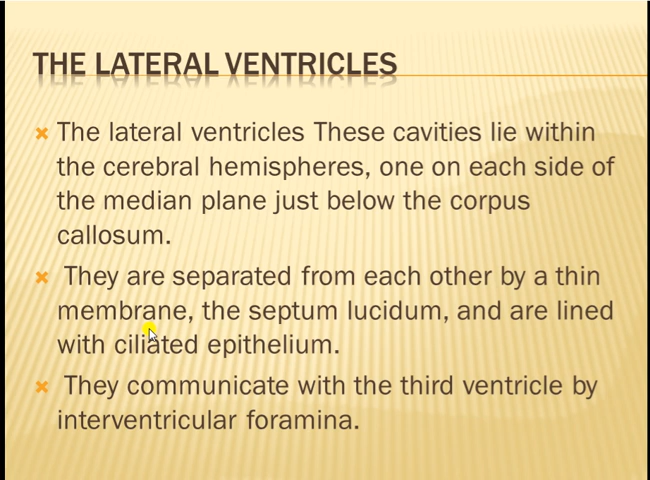 THE LATERAL VENTRICLES
The lateral ventricles These cavities lie within
the cerebral hemispheres, one on each side of
the median plane just below the corpus
callosum.
They are separated from each other by a thin
membrane, the septum lucidum, and are lined
with ciliated epithelium.
They communicate with the third ventricle by
interventricular foramina.